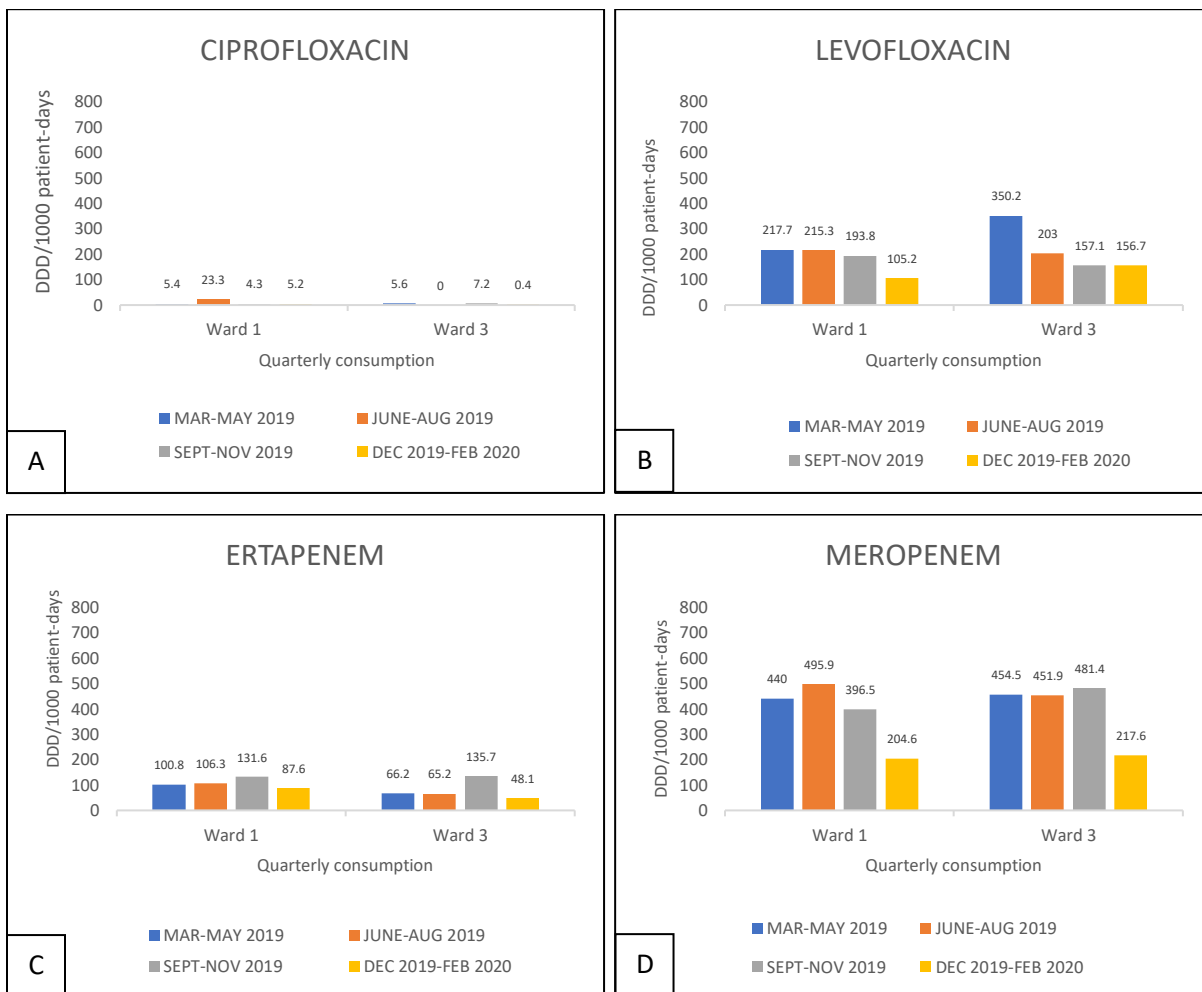 CIPROFLOXACIN
DDD/1000 patient-days
800
700
600
500
400
300
200
100
0
5.4 23.3 4.3 5.2 5.6 0 7.2 0.4
Ward 1 Ward 3
Quarterly consumption
MAR-MAY 2019 JUNE-AUG 2019
SEPT-NOV 2019 DEC 2019-FEB 2020
A
LEVOFLOXACIN
DDD/1000 patient-days
800
700
600
500
400
300
200
100
0
217.7 215.3 193.8 105.2 350.2 203 157.1 156.7
Ward 1 Ward 3
Quarterly consumption
MAR-MAY 2019 JUNE-AUG 2019
SEPT-NOV 2019 DEC 2019-FEB 2020
B
ERTAPENEM
DDD/1000 patient-days
800
700
600
500
400
300
200
100
0
100.8 106.3 131.6 87.6 66.2 65.2 135.7 48.1
Ward 1 Ward 3
Quarterly consumption
MAR-MAY 2019 JUNE-AUG 2019
SEPT-NOV 2019 DEC 2019-FEB 2020
C
MEROPENEM
DDD/1000 patient-days
800
700
600
500
400
300
200
100
0
440 495.9 396.5 204.6 454.5 451.9 481.4 217.6
Ward 1 Ward 3
Quarterly consumption
MAR-MAY 2019 JUNE-AUG 2019
SEPT-NOV 2019 DEC 2019-FEB 2020
D